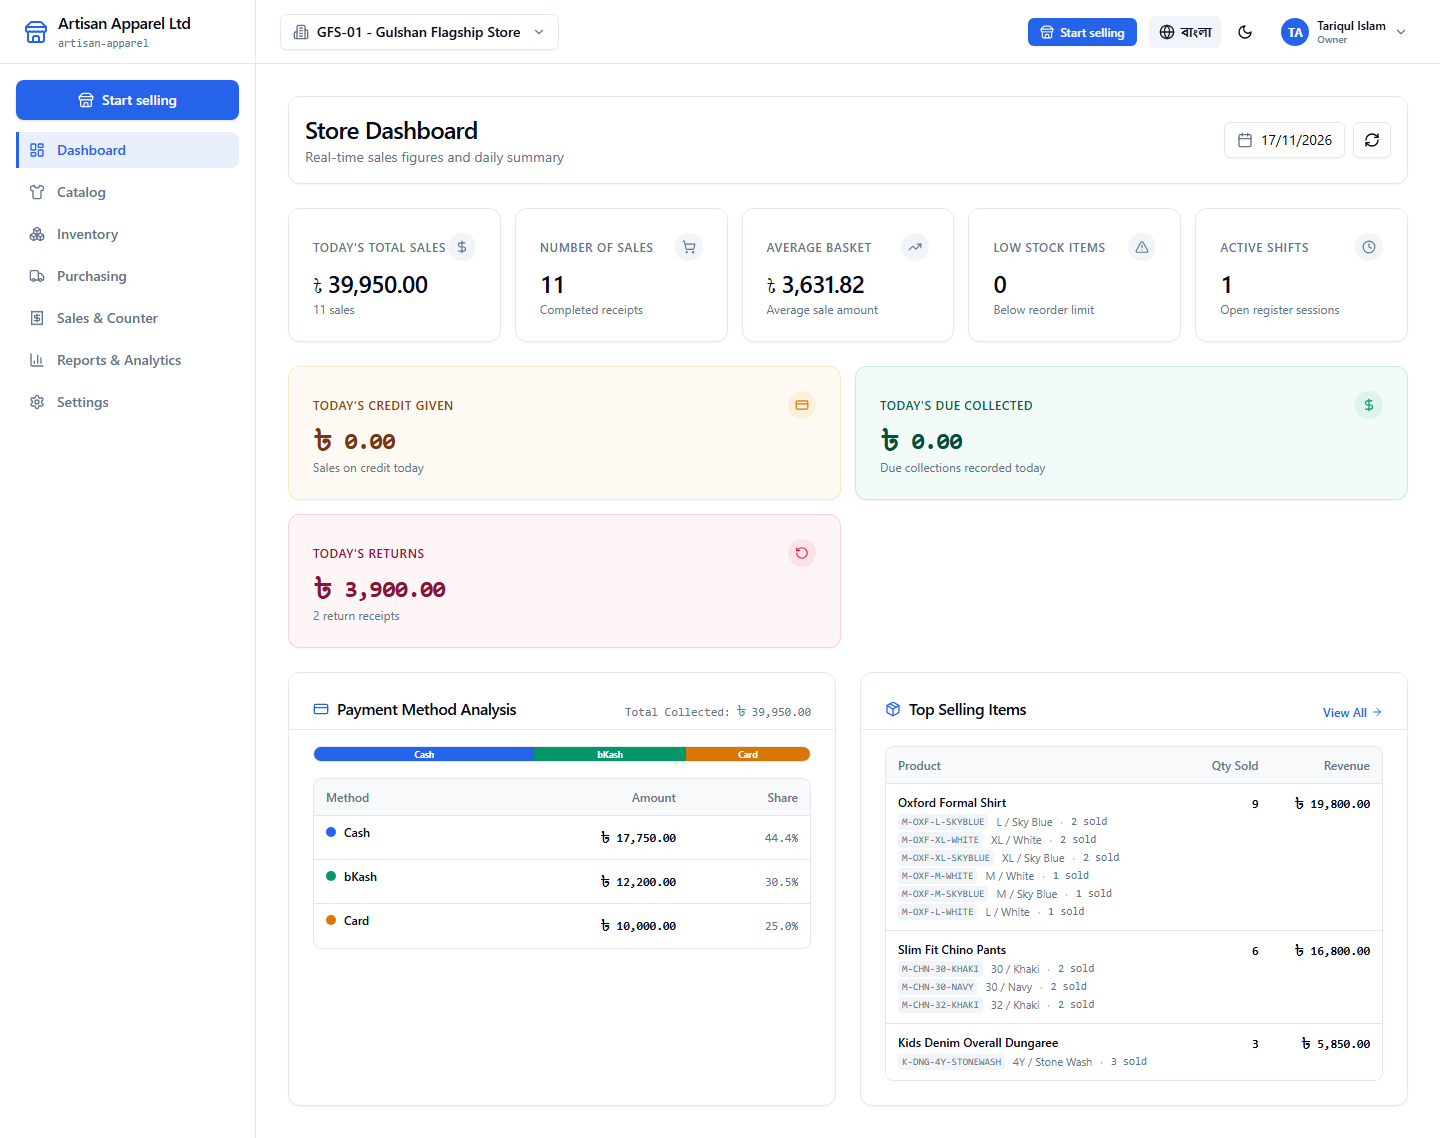 Artisan Apparel Ltd
artisan-apparel
GFS-01 - Gulshan Flagship Store
Start selling
বাংলা
TA
Tariqul Islam
Owner
Start selling
Dashboard
Catalog
Inventory
Purchasing
Sales & Counter
Reports & Analytics
Settings
Store Dashboard
Real-time sales figures and daily summary
17/11/2026
TODAY'S TOTAL SALES
৳ 39,950.00
11 sales
NUMBER OF SALES
11
Completed receipts
AVERAGE BASKET
৳ 3,631.82
Average sale amount
LOW STOCK ITEMS
0
Below reorder limit
ACTIVE SHIFTS
1
Open register sessions
TODAY'S CREDIT GIVEN
৳ 0.00
Sales on credit today
TODAY'S DUE COLLECTED
৳ 0.00
Due collections recorded today
TODAY'S RETURNS
৳ 3,900.00
2 return receipts
Payment Method Analysis
Total Collected: ৳ 39,950.00
Cash bKash Card
Method Amount Share
Cash ৳ 17,750.00 44.4%
bKash ৳ 12,200.00 30.5%
Card ৳ 10,000.00 25.0%
Top Selling Items
View All
Product Qty Sold Revenue
Oxford Formal Shirt 9 ৳ 19,800.00
M-OXF-L-SKYBLUE L / Sky Blue · 2 sold
M-OXF-XL-WHITE XL / White · 2 sold
M-OXF-XL-SKYBLUE XL / Sky Blue · 2 sold
M-OXF-M-WHITE M / White · 1 sold
M-OXF-M-SKYBLUE M / Sky Blue · 1 sold
M-OXF-L-WHITE L / White · 1 sold
Slim Fit Chino Pants 6 ৳ 16,800.00
M-CHN-30-KHAKI 30 / Khaki · 2 sold
M-CHN-30-NAVY 30 / Navy · 2 sold
M-CHN-32-KHAKI 32 / Khaki · 2 sold
Kids Denim Overall Dungaree 3 ৳ 5,850.00
K-DNG-4Y-STONEWASH 4Y / Stone Wash · 3 sold